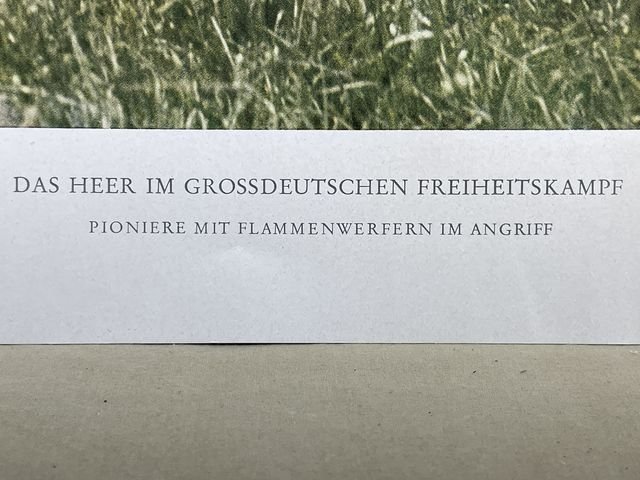 DAS HEER IM GROSSDEUTSCHEN FREIHEITSKAMPF
PIONIERE MIT FLAMMENWERFERN IM ANGRIFF